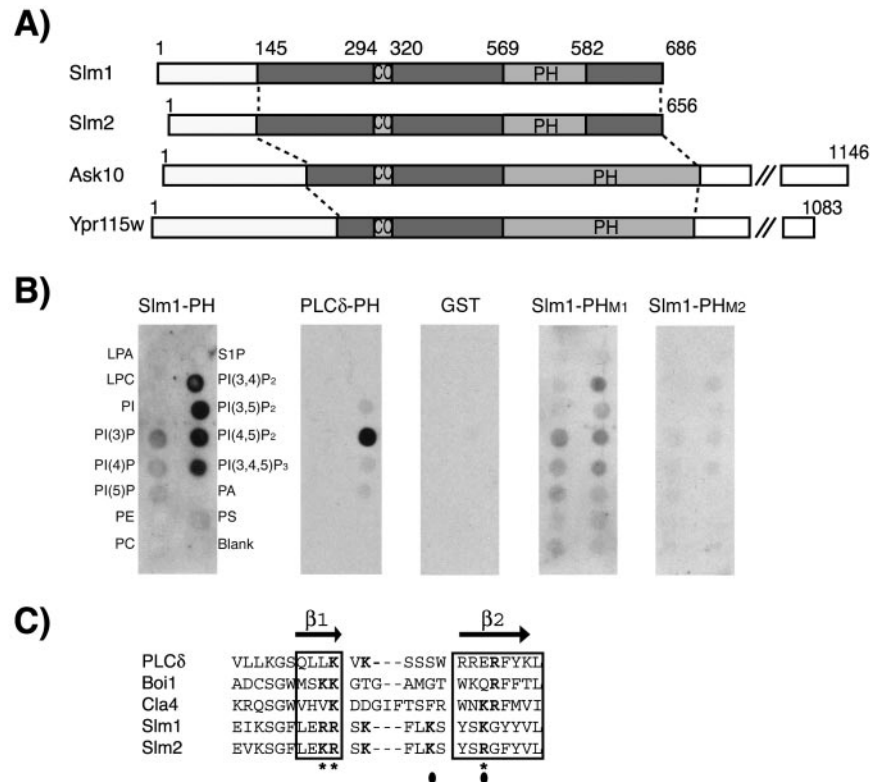 A)
1 145 294 320 569 582 686
Slm1 CC PH
1 656
Slm2 CC PH
1 1146
Ask10 CC PH //
1 1083
Ypr115w CC PH //
B)
Slm1-PH PLCδ-PH GST Slm1-PHM1 Slm1-PHM2
LPA S1P
LPC PI(3,4)P2
PI PI(3,5)P2
PI(3)P PI(4,5)P2
PI(4)P PI(3,4,5)P3
PI(5)P PA
PE PS
PC Blank
C)
β1 β2
PLCδ VLLKGSQLLK VK---SSSW RRERFYKL
Boi1 ADCSGWMSKK GTG-AMGT WKQRFFTL
Cla4 KRQSGWVHVK DDGIFTSFR WNKRFMVI
Slm1 EIKSGFLERR SK---FLKS YSKGYYVL
Slm2 EVKSGFLEKR SK---FLKS YSRGFYVL
* * *